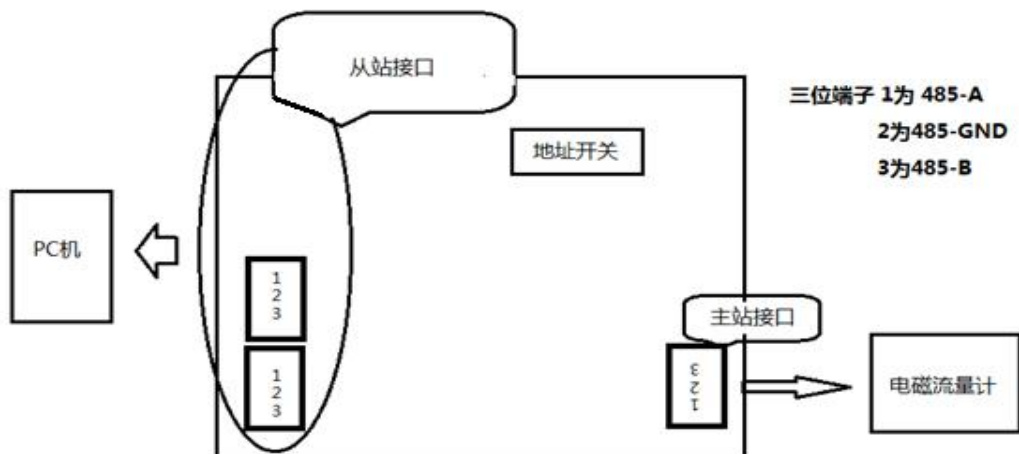 从站接口
三位端子 1为 485-A
2为485-GND
3为485-B
地址开关
PC机
1
2
3
主站接口
1
2
3
3
2
1
电磁流量计